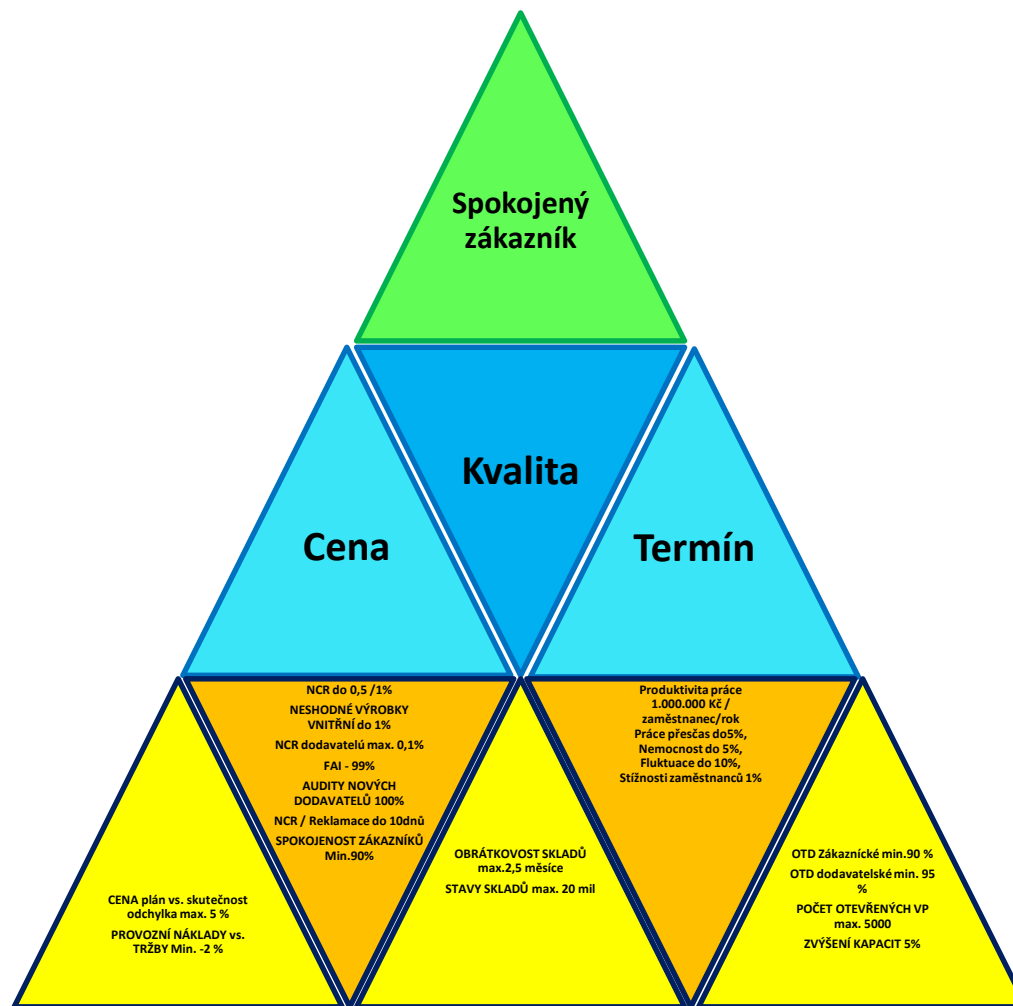 Spokojený
zákazník
Kvalita
Cena
Termín
NCR do 0,5 /1%
NESHODNÉ VÝROBKY
VNITŘNÍ do 1%
NCR dodavatelú max. 0,1%
FAI - 99%
AUDITY NOVÝCH
DODAVATELŮ 100%
NCR / Reklamace do 10dnů
SPOKOJENOST ZÁKAZNÍKŮ
Min.90%
Produktivita práce
1.000.000 Kč /
zaměstnanec/rok
Práce přesčas do5%,
Nemocnost do 5%,
Fluktuace do 10%,
Stížnosti zaměstnanců 1%
CENA plán vs. skutečnost
odchylka max. 5 %
PROVOZNÍ NÁKLADY vs.
TRŽBY Min. -2 %
OBRÁTKOVOST SKLADŮ
max.2,5 měsíce
STAVY SKLADŮ max. 20 mil
OTD Zákaznícké min.90 %
OTD dodavatelské min. 95
%
POČET OTEVŘENÝCH VP
max. 5000
ZVÝŠENÍ KAPACIT 5%